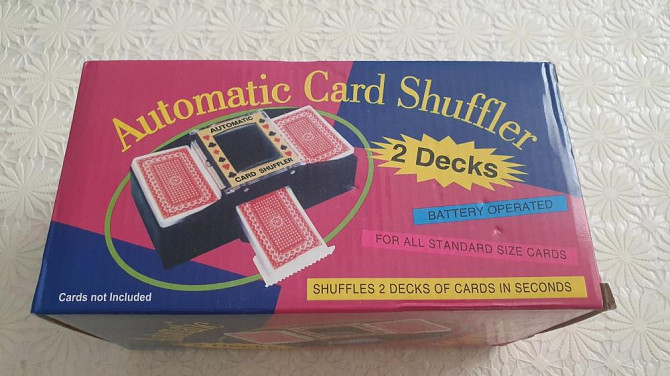 Automatic Card Shuffler
AUTOMATIC
CARD SHUFFLER
2 Decks
BATTERY OPERATED
FOR ALL STANDARD SIZE CARDS
SHUFFLES 2 DECKS OF CARDS IN SECONDS
Cards not Included